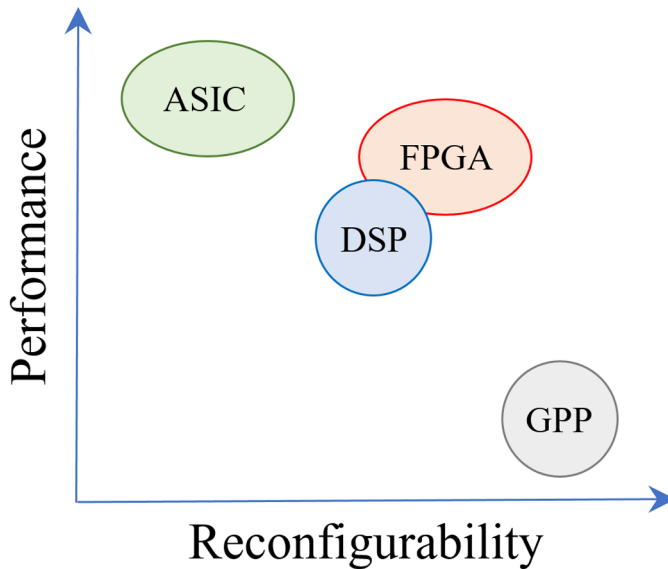 ASIC
FPGA
DSP
GPP
Performance
Reconfigurability